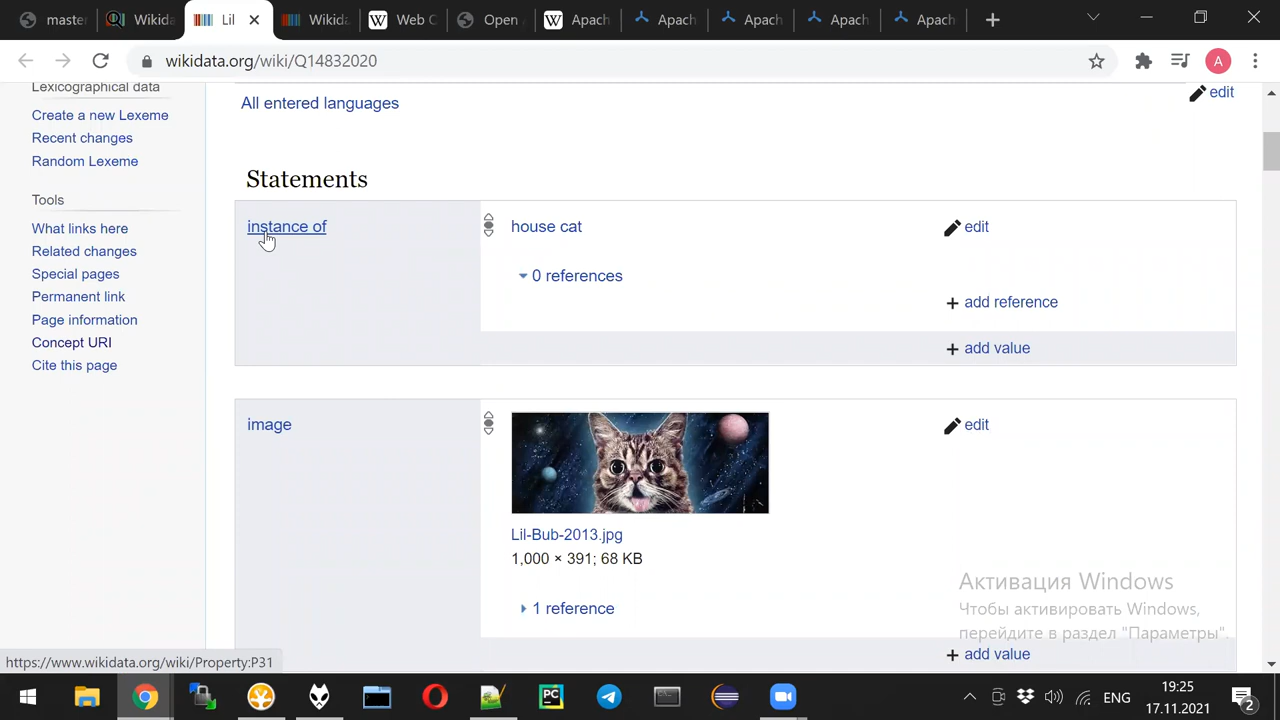 master
Wikida
Lil
Wikida
Web C
Open
Apach
Apach
Apach
Apach
Apach
wikidata.org/wiki/Q14832020
A
Lexicographical data
Create a new Lexeme
Recent changes
Random Lexeme
Tools
What links here
Related changes
Special pages
Permanent link
Page information
Concept URI
Cite this page
All entered languages
edit
Statements
instance of
house cat
edit
0 references
+ add reference
+ add value
image
edit
Lil-Bub-2013.jpg
1,000 × 391; 68 KB
1 reference
+ add value
Активация Windows
Чтобы активировать Windows,
перейдите в раздел "Параметры".
https://www.wikidata.org/wiki/Property:P31
PC
ENG
19:25
17.11.2021
2